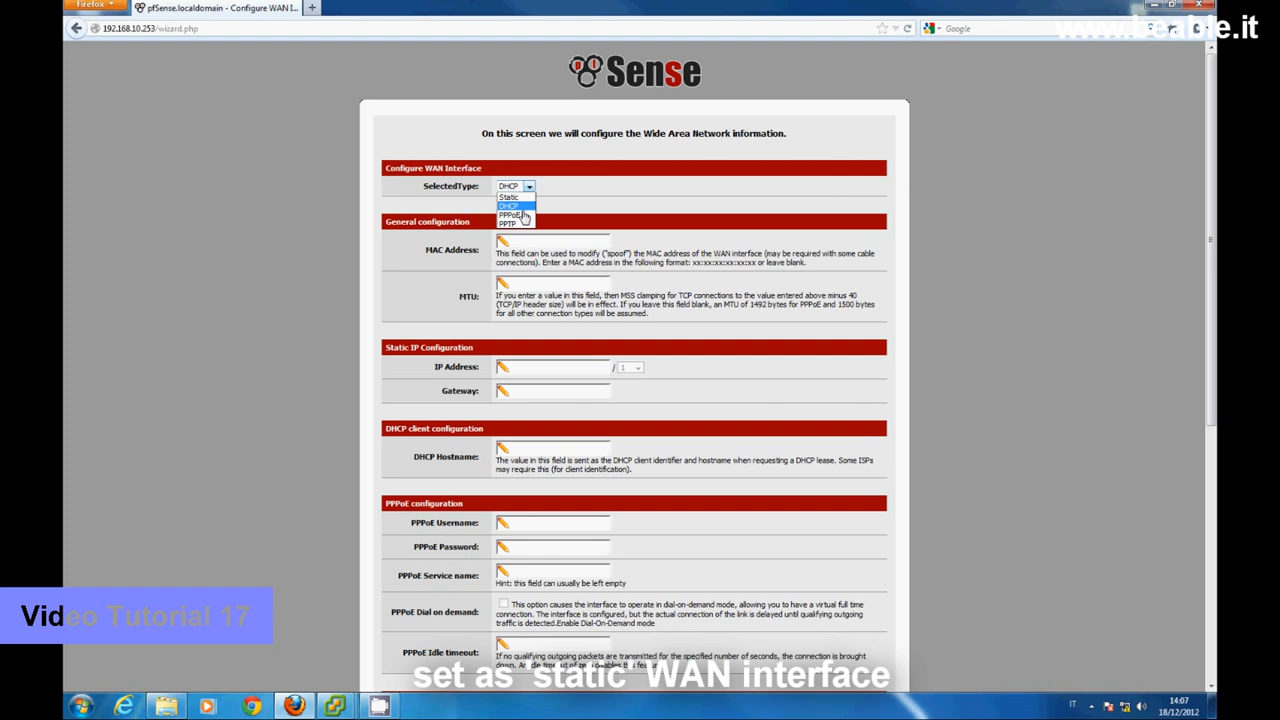 Firefox
pfSense.localdomain - Configure WAN I...
192.168.10.253/wizard.php
Google
www.beable.it
Sense
On this screen we will configure the Wide Area Network information.
Configure WAN Interface
SelectedType:
DHCP
Static
DHCP
PPPoE
PPTP
General configuration
MAC Address:
This field can be used to modify ("spoof") the MAC address of the WAN interface (may be required with some cable
connections). Enter a MAC address in the following format: xx:xx:xx:xx:xx:xx or leave blank.
MTU:
If you enter a value in this field, then MSS clamping for TCP connections to the value entered above minus 40
(TCP/IP header size) will be in effect. If you leave this field blank, an MTU of 1492 bytes for PPPoE and 1500 bytes
for all other connection types will be assumed.
Static IP Configuration
IP Address:
/ 1
Gateway:
DHCP client configuration
DHCP Hostname:
The value in this field is sent as the DHCP client identifier and hostname when requesting a DHCP lease. Some ISPs
may require this (for client identification).
PPPoE configuration
PPPoE Username:
PPPoE Password:
PPPoE Service name:
Hint: this field can usually be left empty
PPPoE Dial on demand:
This option causes the interface to operate in dial-on-demand mode, allowing you to have a virtual full time
connection. The interface is configured, but the actual connection of the link is delayed until qualifying outgoing
traffic is detected.Enable Dial-On-Demand mode
PPPoE Idle timeout:
If no qualifying outgoing packets are transmitted for the specified number of seconds, the connection is brought
down. An idle timeout of zero disables this
Video Tutorial 17
set as 'static' WAN interface
IT
14:07
18/12/2012